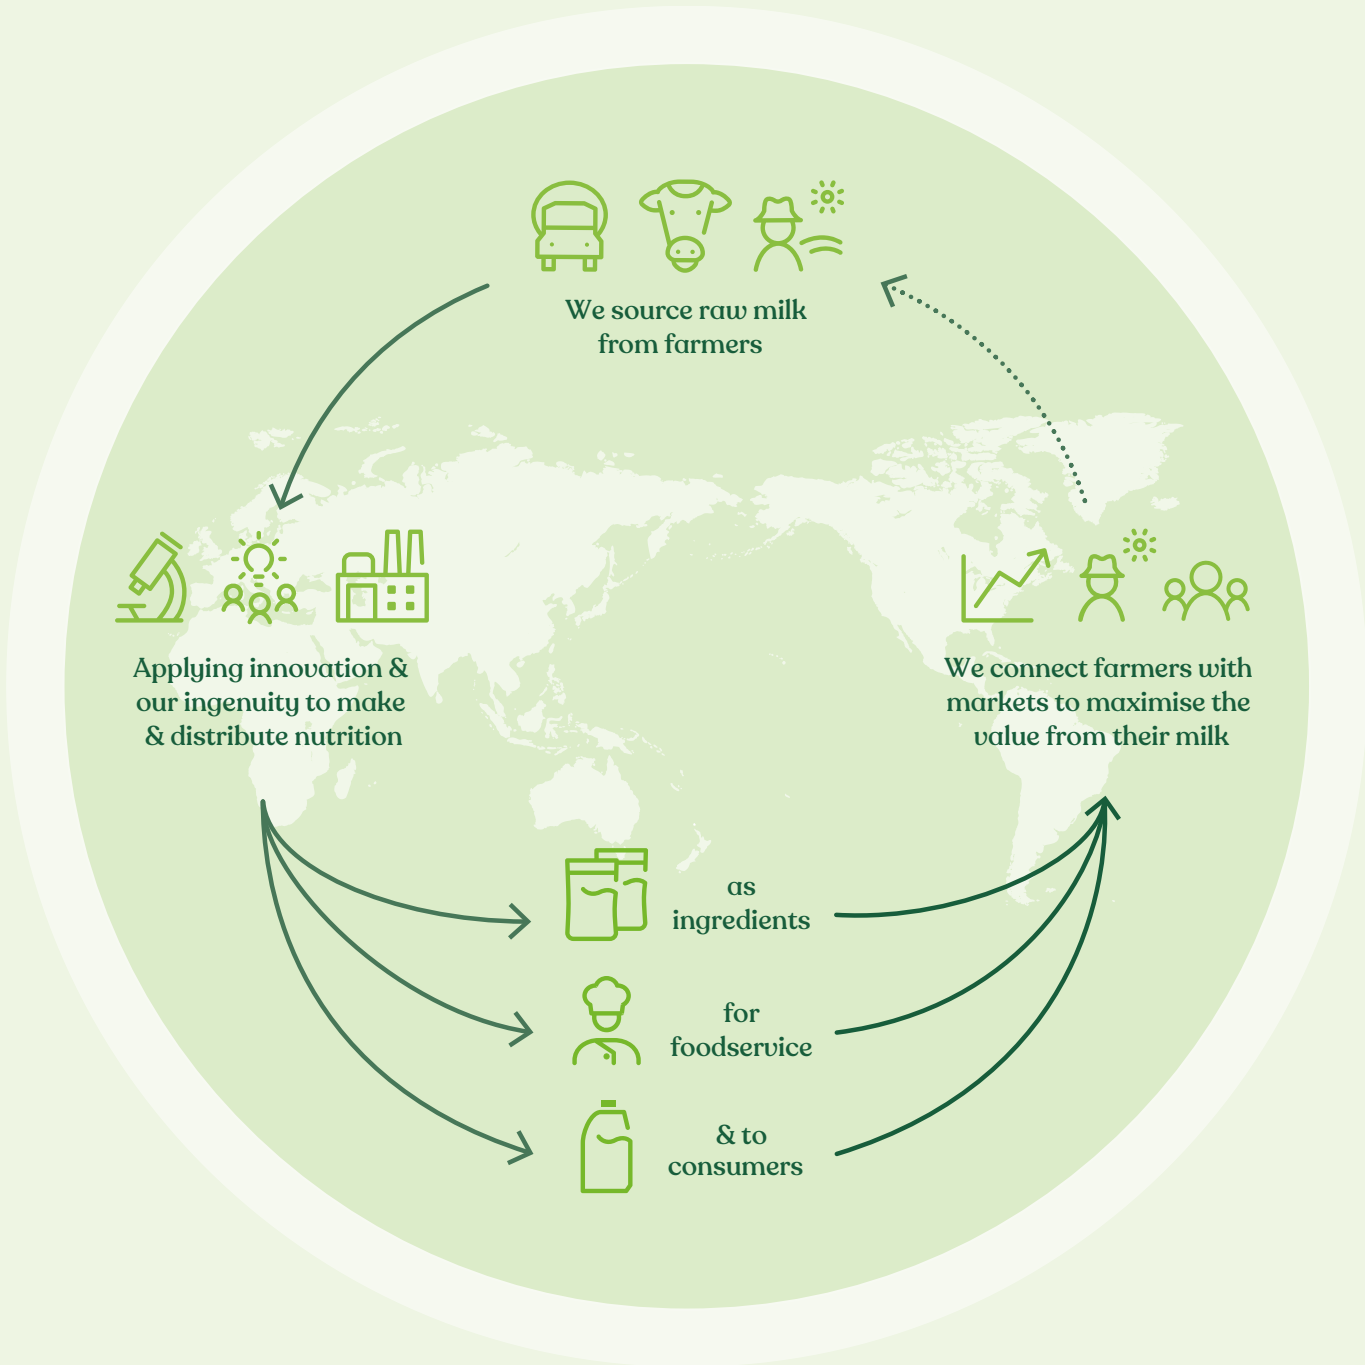 We source raw milk
from farmers
Applying innovation &
our ingenuity to make
& distribute nutrition
We connect farmers with
markets to maximise the
value from their milk
as
ingredients
for
foodservice
& to
consumers